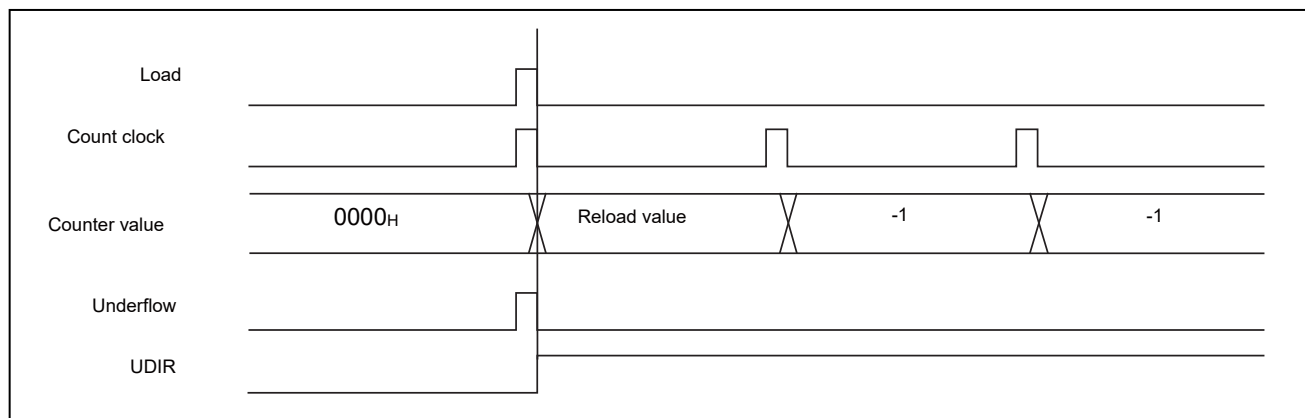 Load
Count clock
Counter value 0000H Reload value -1 -1
Underflow
UDIR